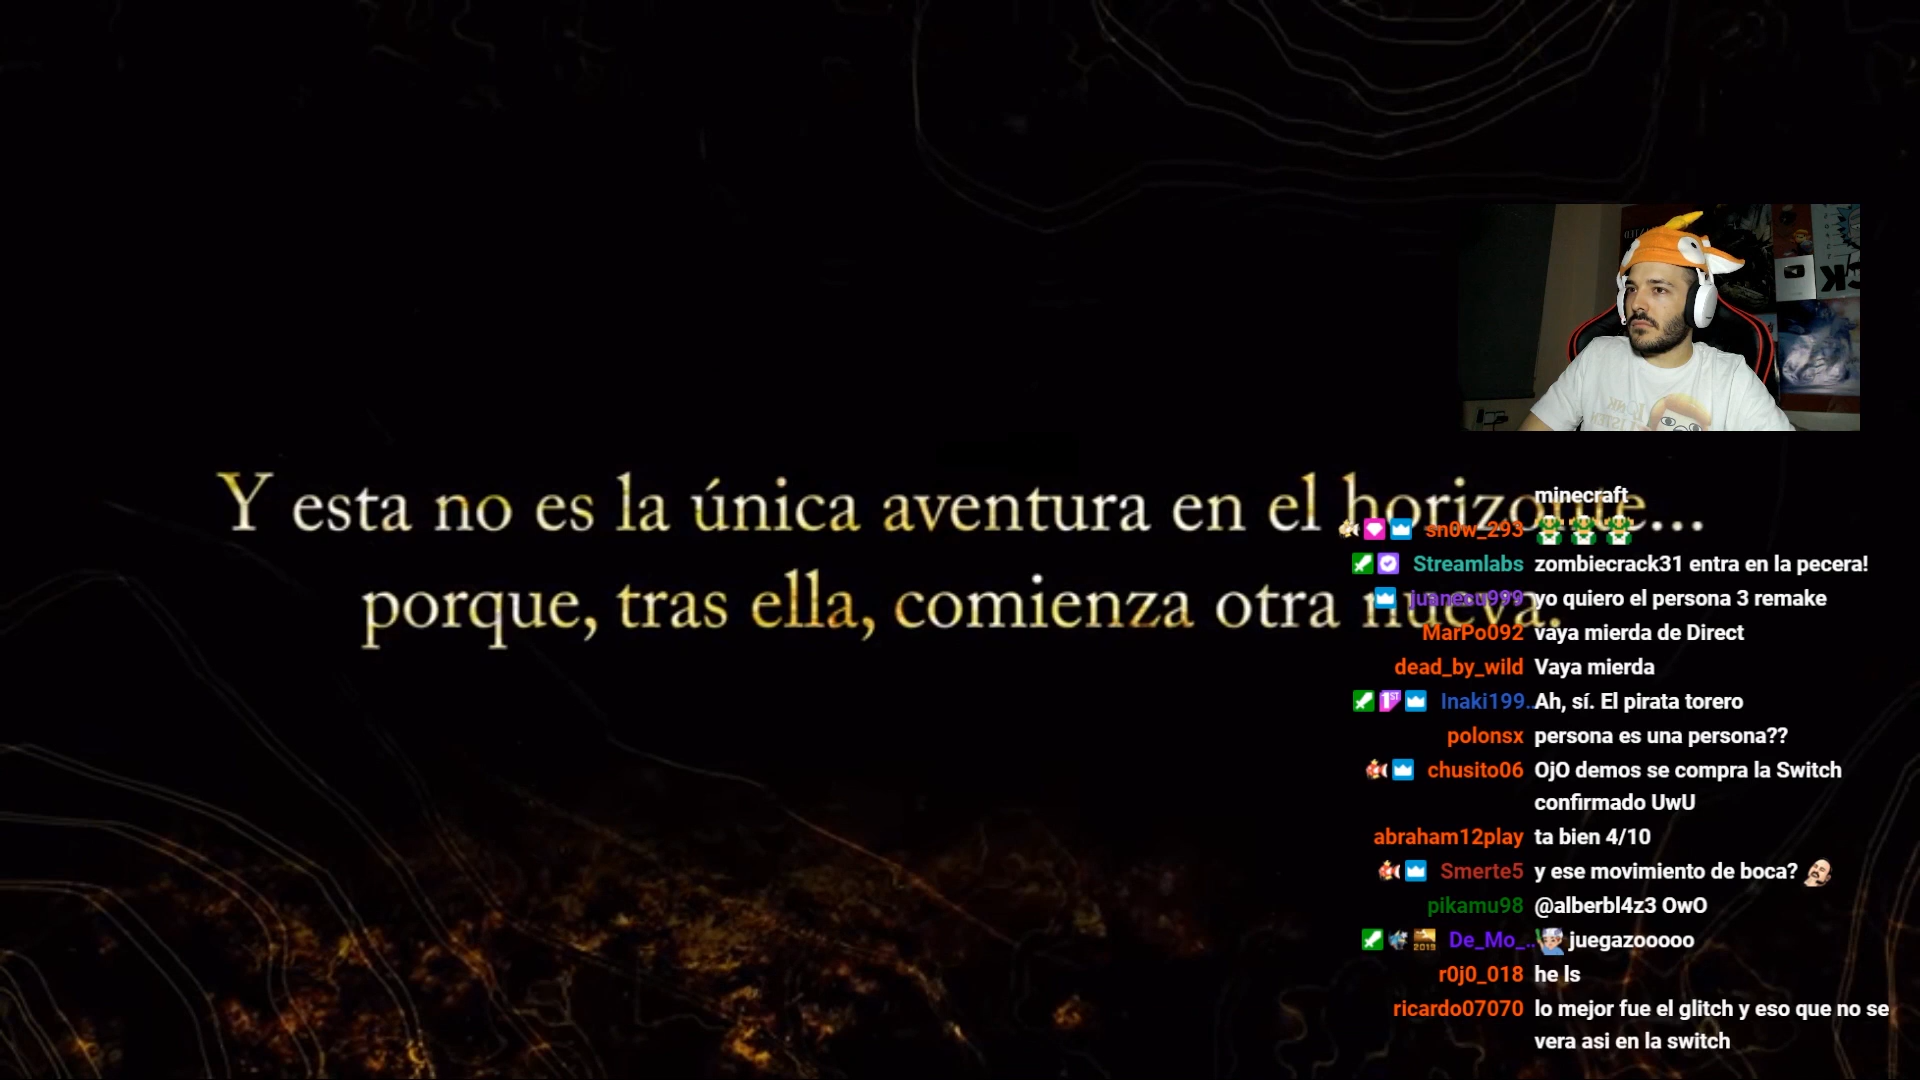 Y esta no es la única aventura en el horizonte...
porque, tras ella, comienza otra nueva.
minecraft
sn0w_293
Streamlabs zombiecrack31 entra en la pecera!
juanesu999 yo quiero el persona 3 remake
MarPo092 vaya mierda de Direct
dead_by_wild Vaya mierda
Inaki199.. Ah, sí. El pirata torero
polonsx persona es una persona??
chusito06 OjO demos se compra la Switch
confirmado UwU
abraham12play ta bien 4/10
Smerte5 y ese movimiento de boca?
pikamu98 @alberbl4z3 OwO
2019 De_Mo_.. juegazooooo
r0j0_018 he ls
ricardo07070 lo mejor fue el glitch y eso que no se
vera asi en la switch